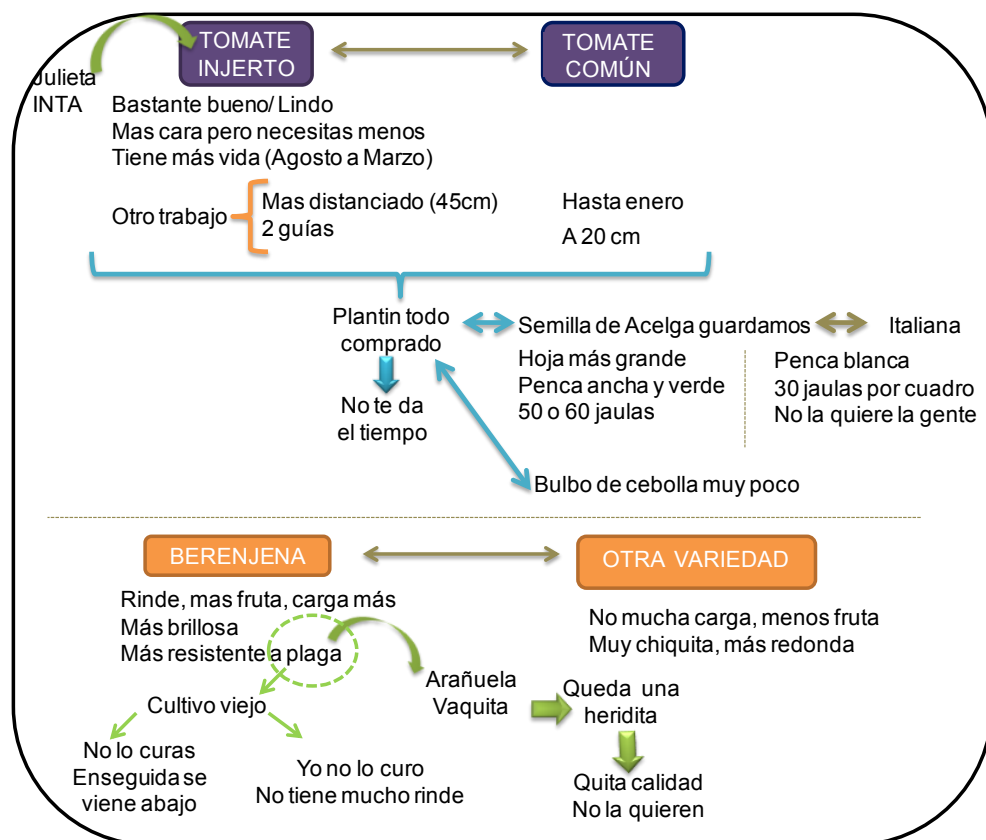 TOMATE
INJERTO
TOMATE
COMÚN
Julieta
INTA
Bastante bueno/ Lindo
Mas cara pero necesitas menos
Tiene más vida (Agosto a Marzo)
Otro trabajo
Mas distanciado (45cm)
2 guías
Hasta enero
A 20 cm
Plantin todo
comprado
Semilla de Acelga guardamos
Italiana
Hoja más grande
Penca ancha y verde
50 o 60 jaulas
Penca blanca
30 jaulas por cuadro
No la quiere la gente
No te da
el tiempo
Bulbo de cebolla muy poco
BERENJENA
OTRA VARIEDAD
Rinde, mas fruta, carga más
Más brillosa
Más resistente a plaga
No mucha carga, menos fruta
Muy chiquita, más redonda
Arañuela
Vaquita
Queda una
heridita
Cultivo viejo
No lo curas
Enseguida se
viene abajo
Yo no lo curo
No tiene mucho rinde
Quita calidad
No la quieren